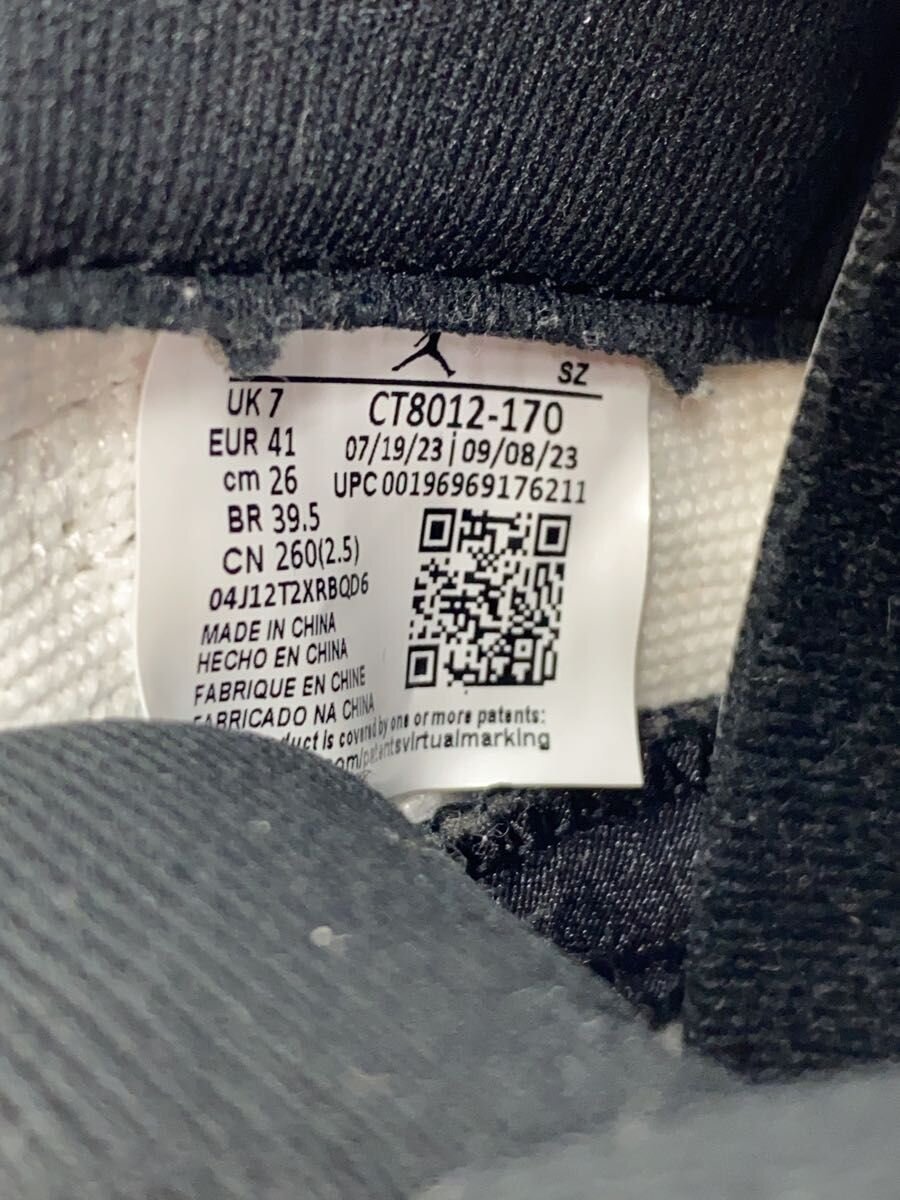 SZ
UK 7
EUR 41
cm 26
BR 39.5
CN 260(2.5)
04J12T2XRBQD6
CT8012-170
07/19/23 | 09/08/23
UPC 00196969176211
MADE IN CHINA
HECHO EN CHINA
FABRIQUE EN CHINE
FABRICADO NA CHINA
duct is covered by one or more patents:
om/patentsvirtualmarking